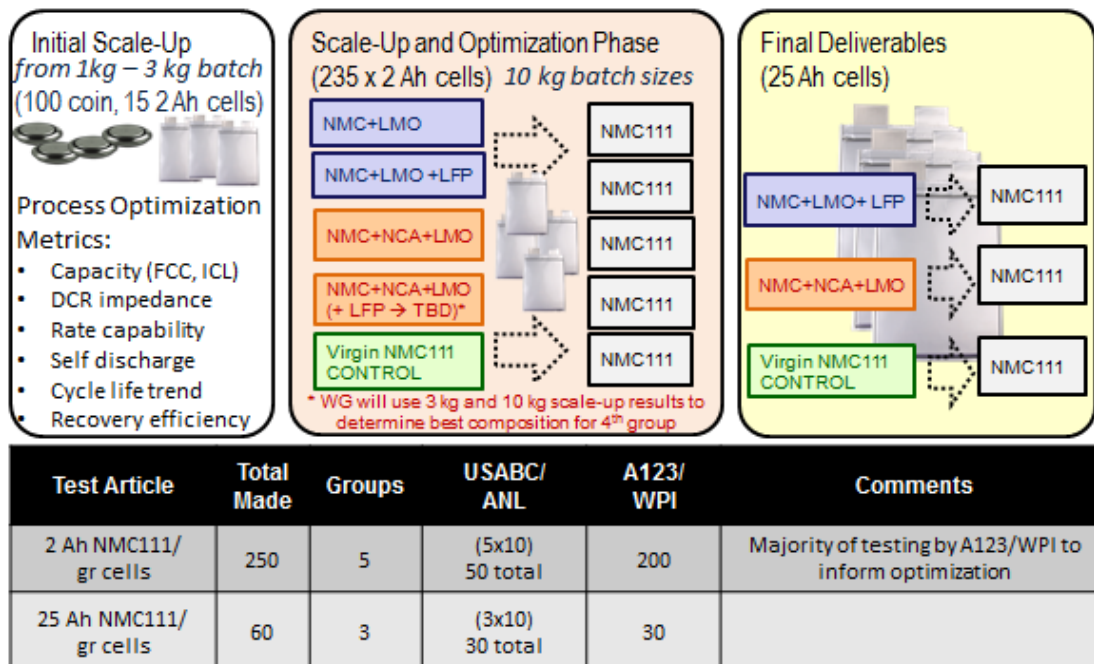 Initial Scale-Up
from 1kg – 3 kg batch
(100 coin, 15 2 Ah cells)
Process Optimization
Metrics:
• Capacity (FCC, ICL)
• DCR impedance
• Rate capability
• Self discharge
• Cycle life trend
• Recovery efficiency
Scale-Up and Optimization Phase
(235 x 2 Ah cells) 10 kg batch sizes
NMC+LMO
NMC111
NMC+LMO +LFP
NMC111
NMC+NCA+LMO
NMC111
NMC+NCA+LMO
(+ LFP → TBD)*
NMC111
Virgin NMC111
CONTROL
NMC111
* WG will use 3 kg and 10 kg scale-up results to
determine best composition for 4th group
Final Deliverables
(25 Ah cells)
NMC+LMO+ LFP
NMC111
NMC+NCA+LMO
NMC111
Virgin NMC111
CONTROL
NMC111
Test Article
Total
Made
Groups
USABC/
ANL
A123/
WPI
Comments
2 Ah NMC111/
gr cells
250
5
(5x10)
50 total
200
Majority of testing by A123/WPI to
inform optimization
25 Ah NMC111/
gr cells
60
3
(3x10)
30 total
30